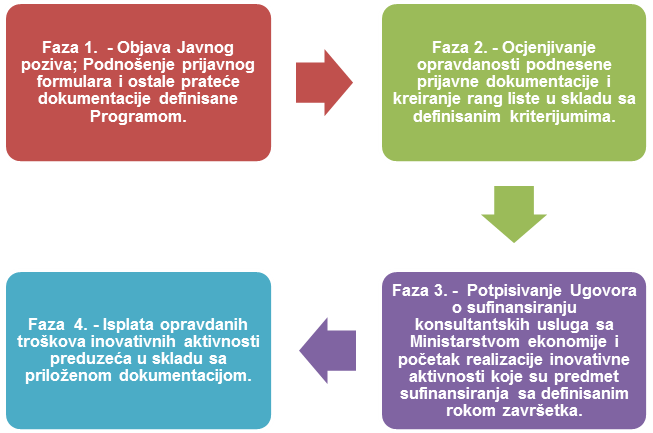 Faza 1.  - Objava Javnog
poziva; Podnošenje prijavnog
formulara i ostale prateće
dokumentacije definisane
Programom.
Faza 2. - Ocjenjivanje
opravdanosti podnesene
prijavne dokumentacije i
kreiranje rang liste u skladu sa
definisanim kriterijumima.
Faza 3. -  Potpisivanje Ugovora
o sufinansiranju
konsultantskih usluga sa
Ministarstvom ekonomije i
početak realizacije inovativne
aktivnosti koje su predmet
sufinansiranja sa definisanim
rokom završetka.
Faza  4. - Isplata opravdanih
troškova inovativnih aktivnosti
preduzeća u skladu sa
priloženom dokumentacijom.